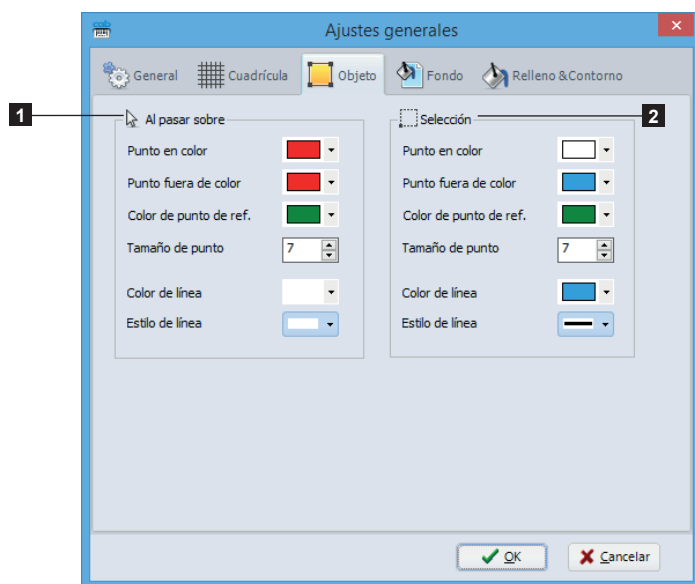 cab
Ajustes generales
General Cuadrícula Objeto Fondo Relleno &Contorno
1
Al pasar sobre
Punto en color
Punto fuera de color
Color de punto de ref.
Tamaño de punto 7
Color de línea
Estilo de línea
Selección
2
Punto en color
Punto fuera de color
Color de punto de ref.
Tamaño de punto 7
Color de línea
Estilo de línea
OK Cancelar